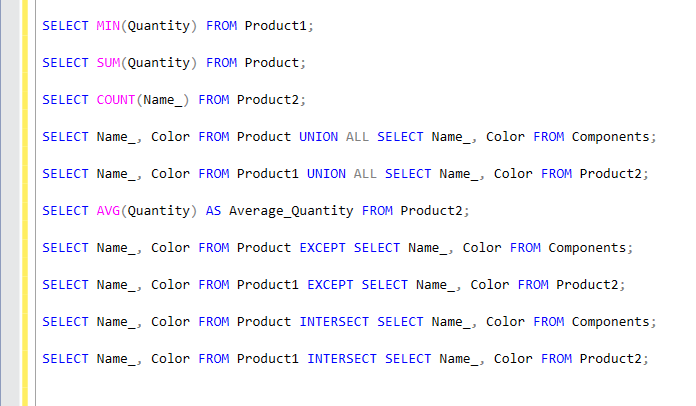 SELECT MIN(Quantity) FROM Product1;
SELECT SUM(Quantity) FROM Product;
SELECT COUNT(Name_) FROM Product2;
SELECT Name_, Color FROM Product UNION ALL SELECT Name_, Color FROM Components;
SELECT Name_, Color FROM Product1 UNION ALL SELECT Name_, Color FROM Product2;
SELECT AVG(Quantity) AS Average_Quantity FROM Product2;
SELECT Name_, Color FROM Product EXCEPT SELECT Name_, Color FROM Components;
SELECT Name_, Color FROM Product1 EXCEPT SELECT Name_, Color FROM Product2;
SELECT Name_, Color FROM Product INTERSECT SELECT Name_, Color FROM Components;
SELECT Name_, Color FROM Product1 INTERSECT SELECT Name_, Color FROM Product2;